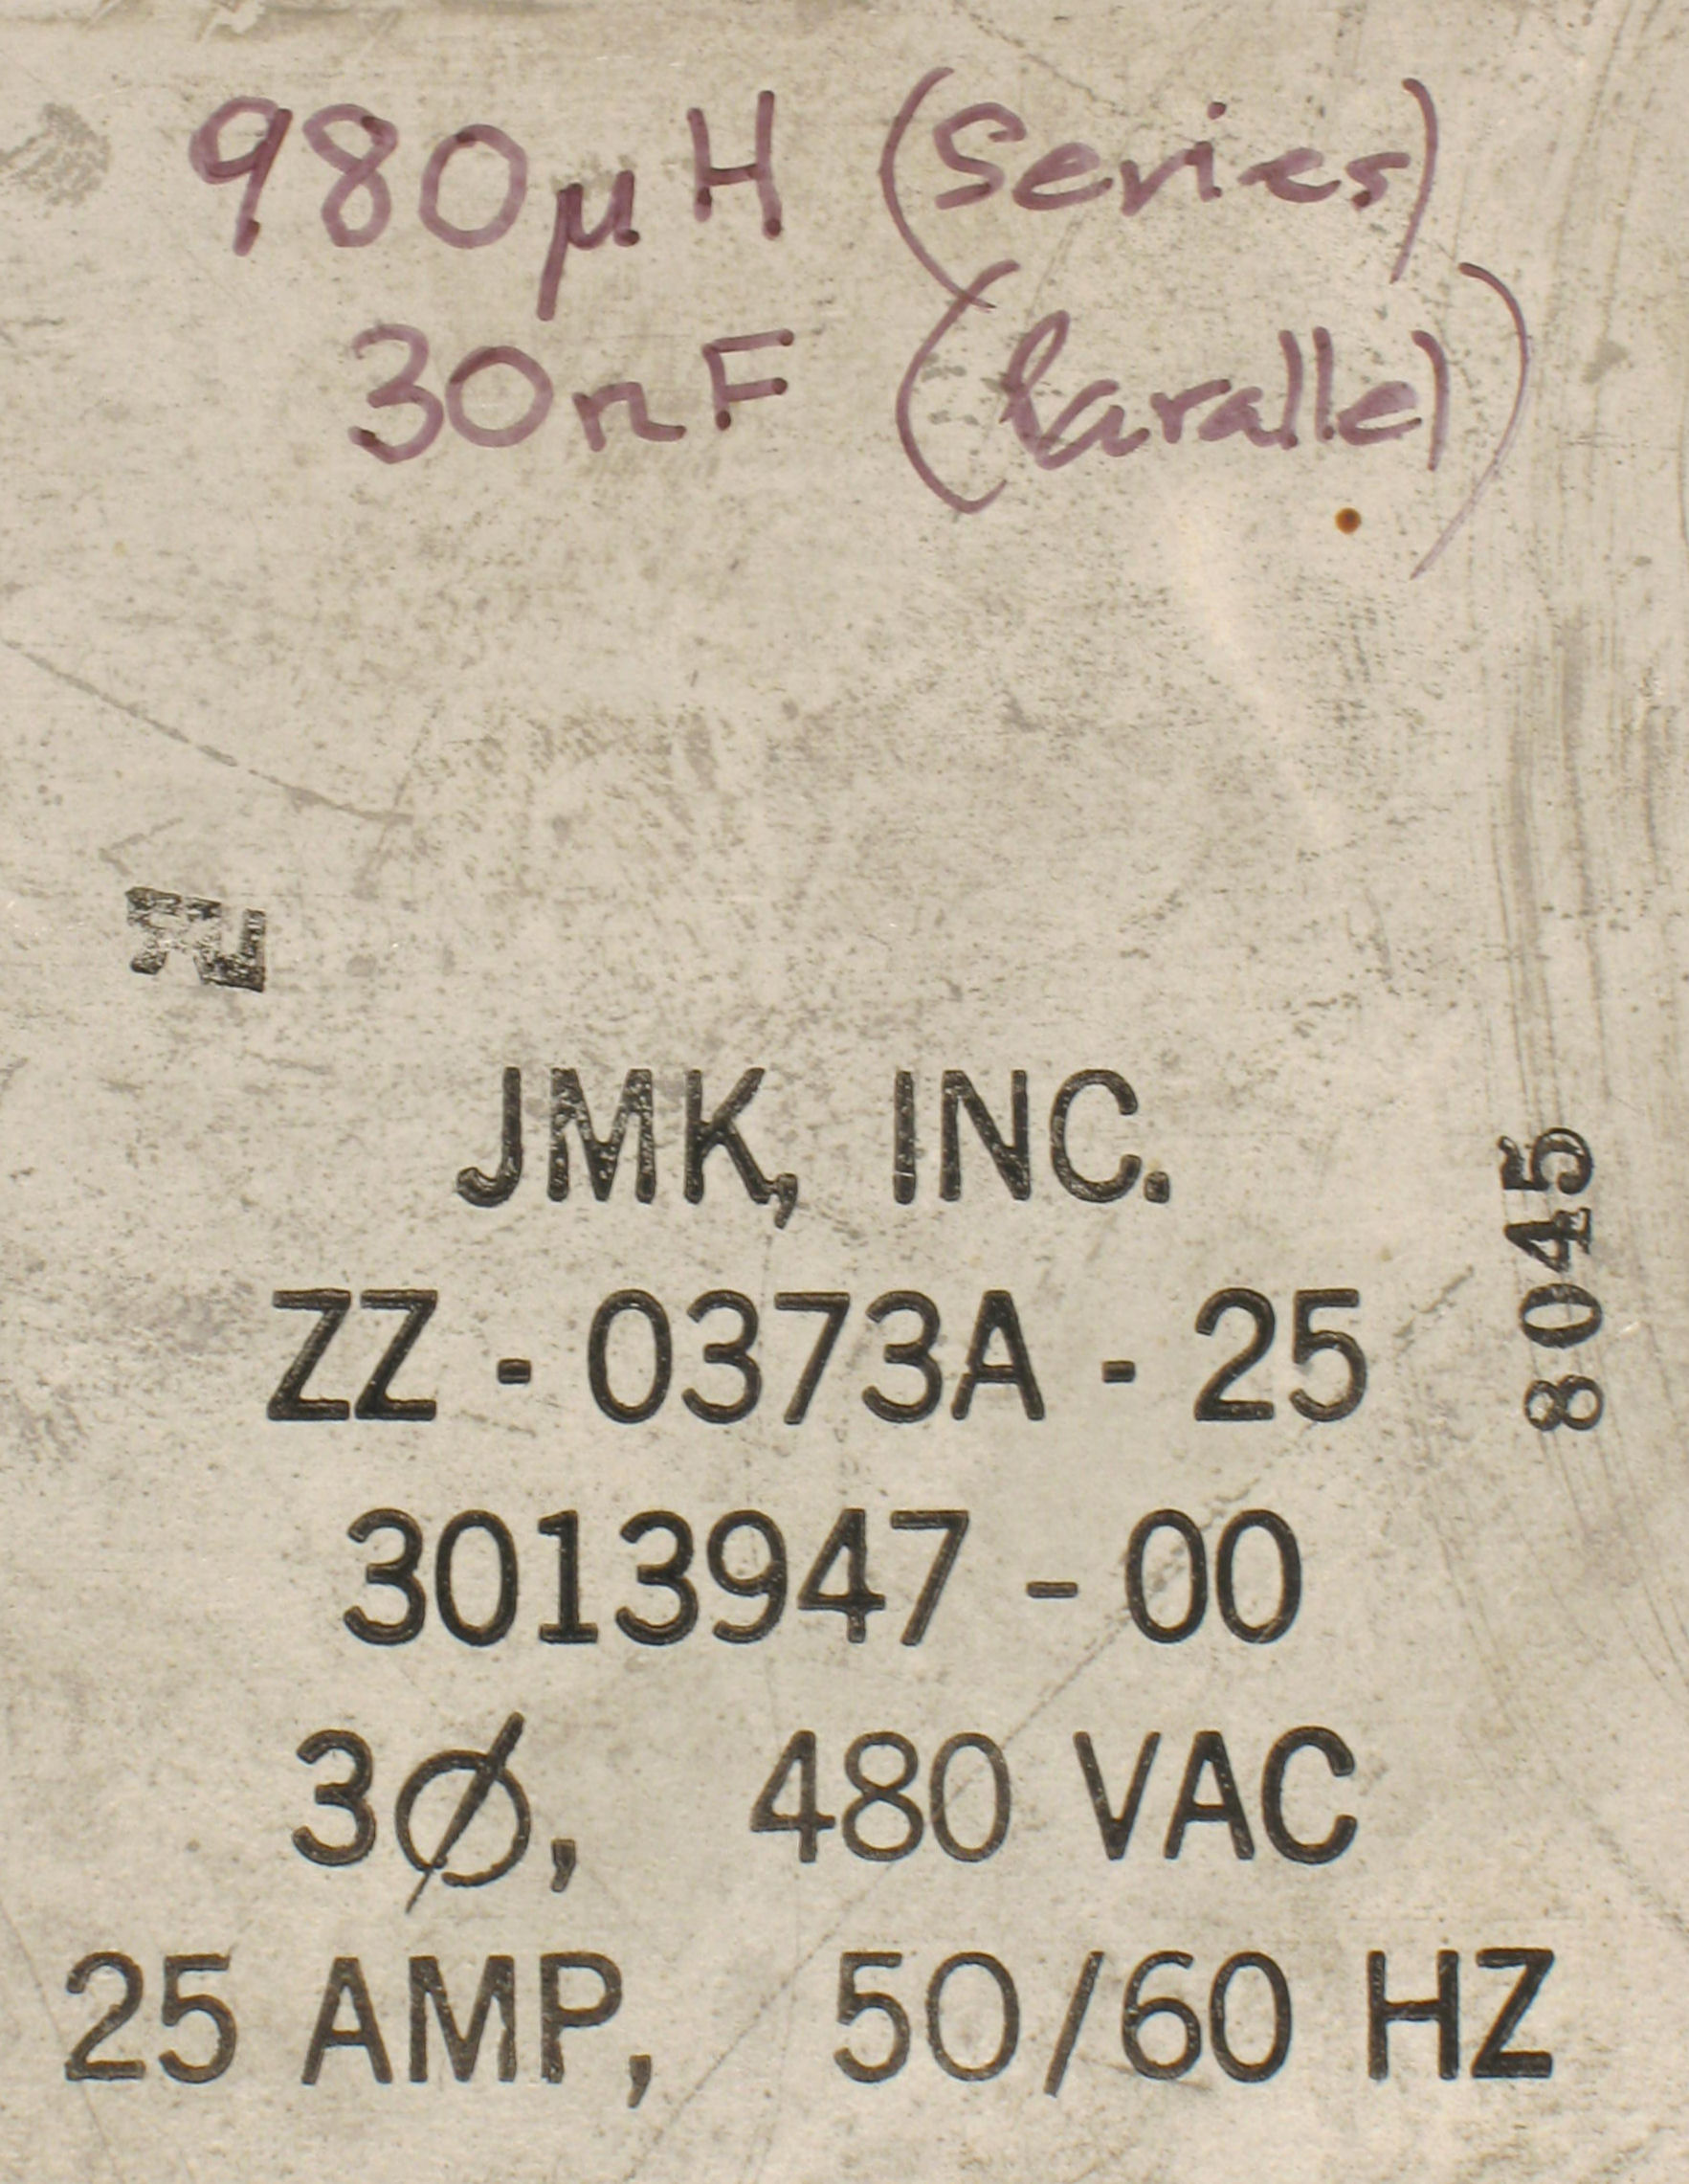 980µH (Series)
30nF (Parallel)
JMK, INC.
ZZ - 0373A - 25
8045
3013947 - 00
3Ø, 480 VAC
25 AMP, 50/60 HZ